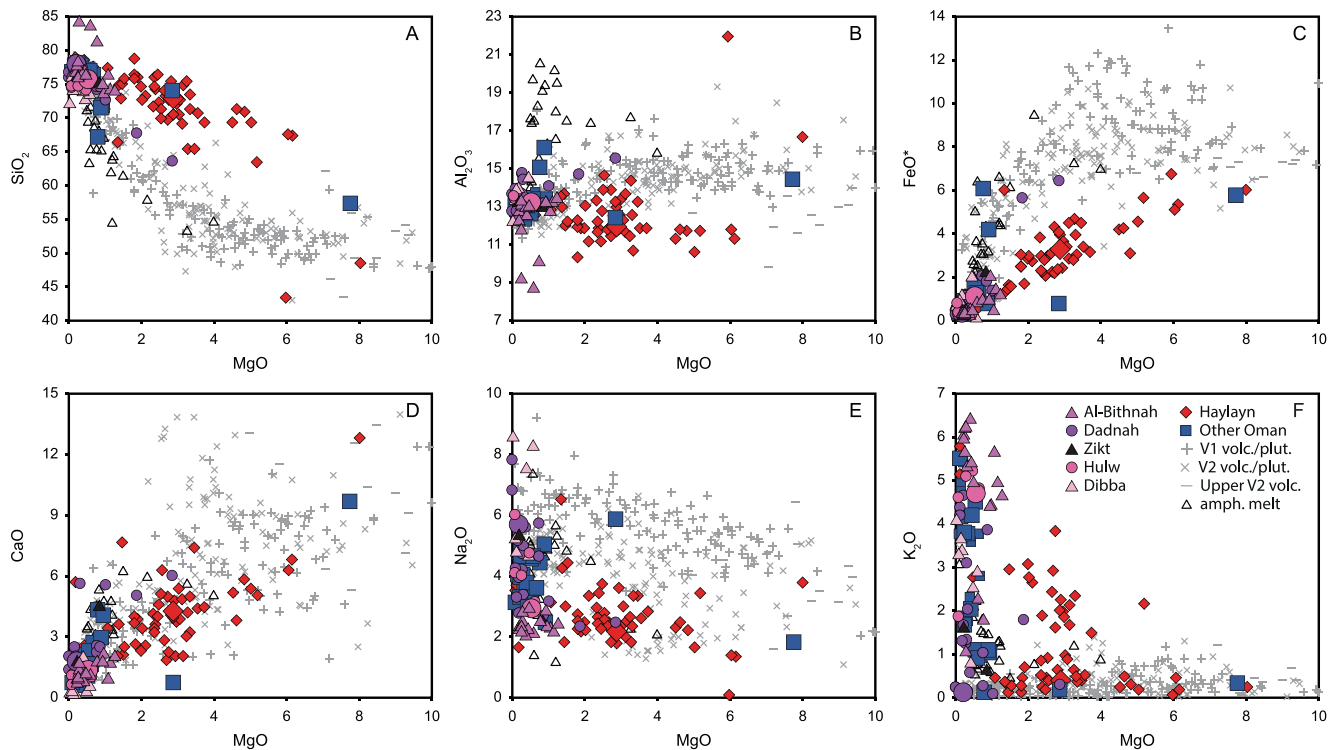 A
85
80
75
70
65
60
55
50
45
40
SiO2
0 2 4 6 8 10
MgO
B
23
21
19
17
15
13
11
9
7
Al2O3
0 2 4 6 8 10
MgO
C
14
12
10
8
6
4
2
0
FeO*
0 2 4 6 8 10
MgO
D
15
12
9
6
3
0
CaO
0 2 4 6 8 10
MgO
E
10
8
6
4
2
0
Na2O
0 2 4 6 8 10
MgO
F
7
6
5
4
3
2
1
0
K2O
0 2 4 6 8 10
MgO
Al-Bithnah
Dadnah
Zikt
Hulw
Dibba
Haylayn
Other Oman
V1 volc./plut.
V2 volc./plut.
Upper V2 volc.
amph. melt